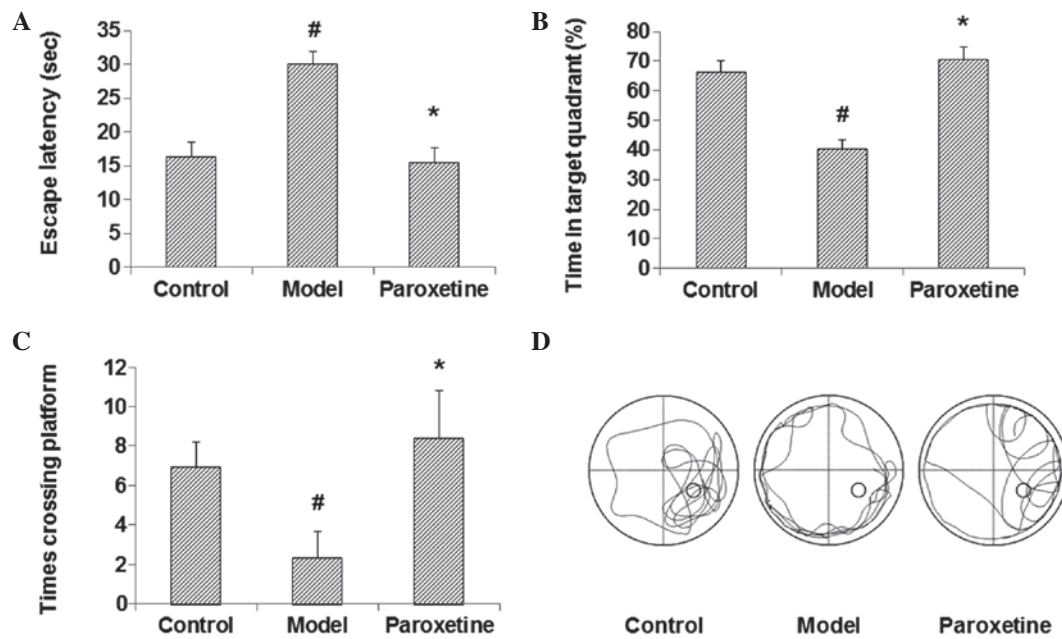 A
Escape latency (sec)
35
30
25
20
15
10
5
0
#
*
Control Model Paroxetine
B
Time in target quadrant (%)
80
70
60
50
40
30
20
10
0
#
*
Control Model Paroxetine
C
Times crossing platform
12
10
8
6
4
2
0
#
*
Control Model Paroxetine
D
Control Model Paroxetine